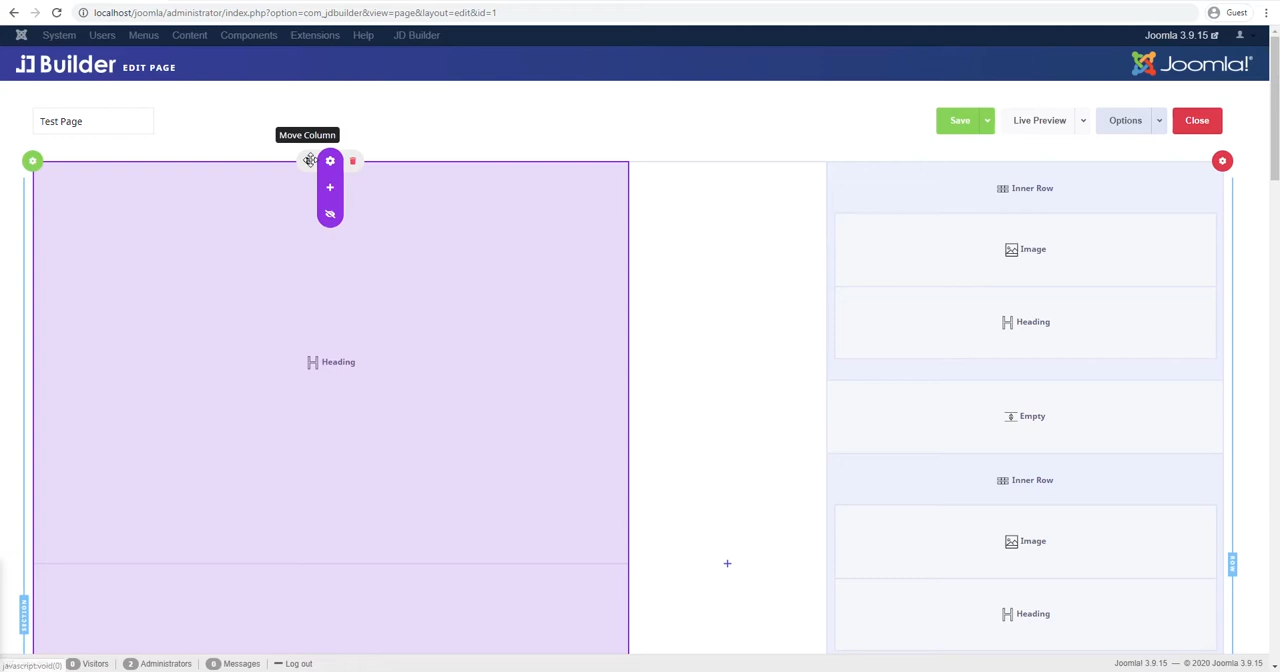 localhost/joomla/administrator/index.php?option=com_jdbuilder&view=page&layout=edit&id=1
Guest
System Users Menus Content Components Extensions Help JD Builder
Joomla 3.9.15
JD Builder EDIT PAGE
Joomla!®
Test Page
Save
Live Preview
Options
Close
Move Column
Inner Row
Image
Heading
Heading
Empty
Inner Row
Image
Heading
ROW
SECTION
javascript:void(0)
0 Visitors
2 Administrators
0 Messages
Log out
Joomla! 3.9.15 — © 2020 Joomla 3.9.15